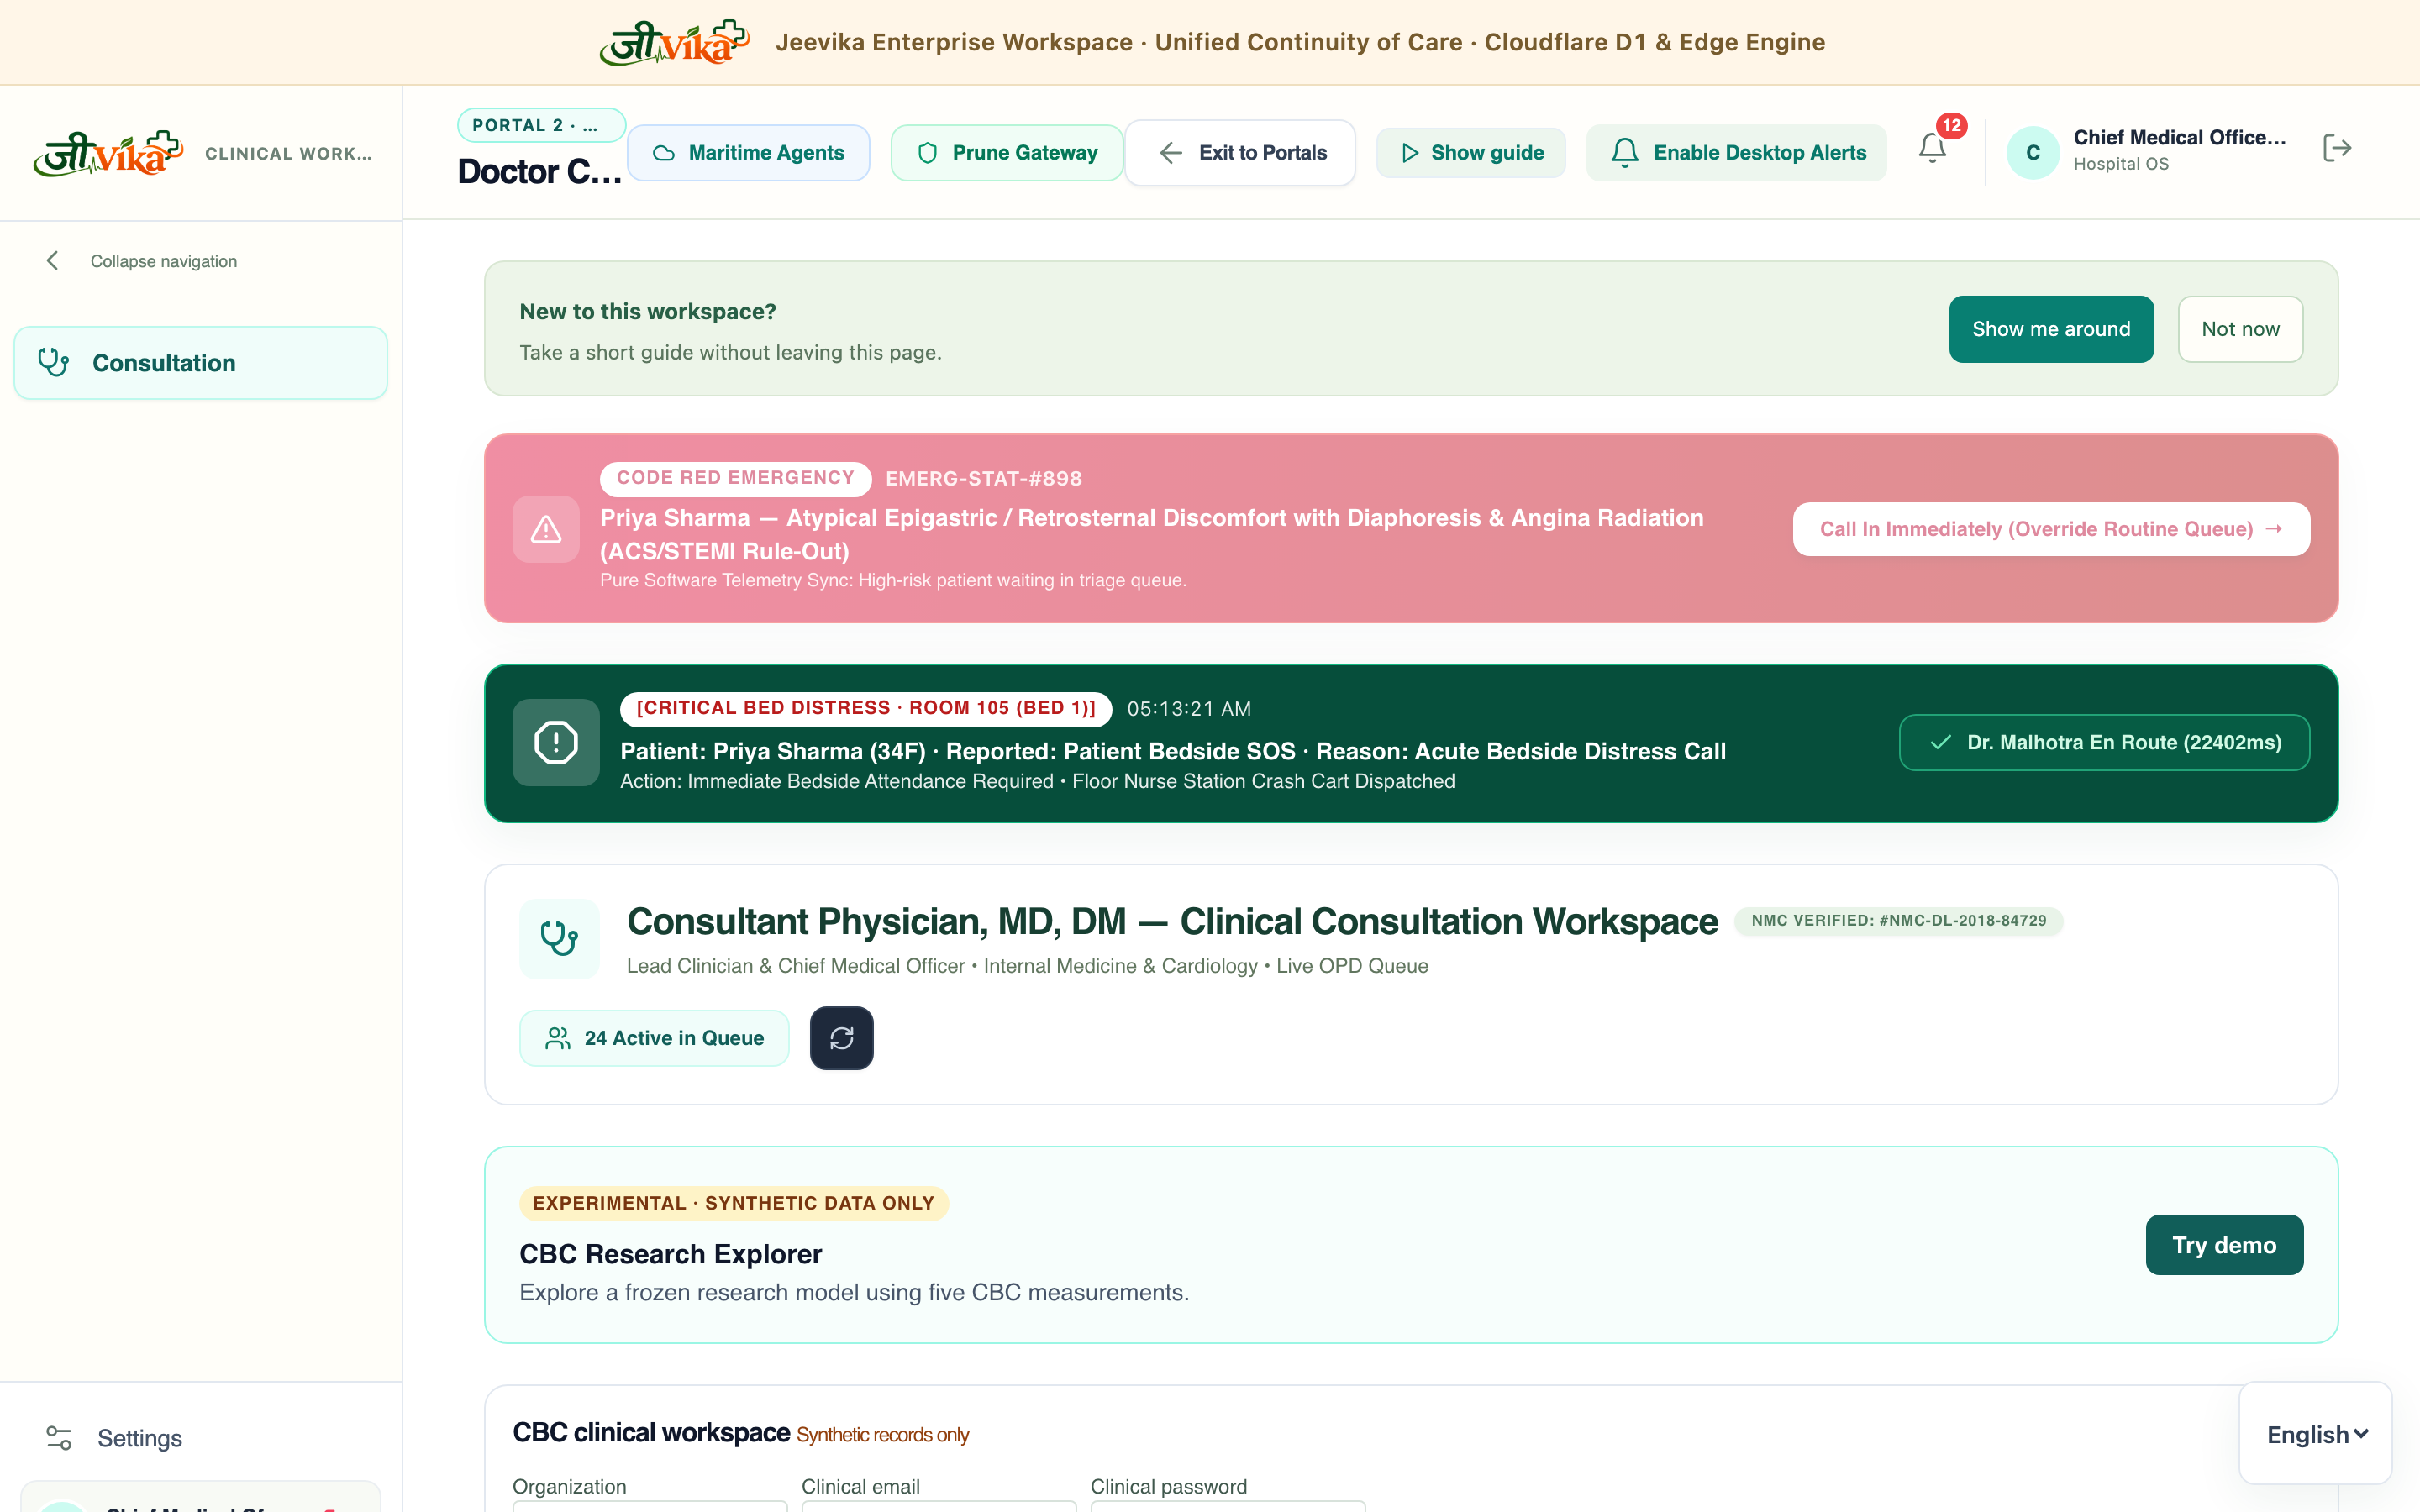 जीvika Jeevika Enterprise Workspace · Unified Continuity of Care · Cloudflare D1 & Edge Engine
जीvika CLINICAL WORK...
PORTAL 2 · ...
Doctor C...
Maritime Agents
Prune Gateway
Exit to Portals
Show guide
Enable Desktop Alerts
12
C
Chief Medical Office...
Hospital OS
Collapse navigation
Consultation
New to this workspace?
Take a short guide without leaving this page.
Show me around
Not now
CODE RED EMERGENCY EMERG-STAT-#898
Priya Sharma — Atypical Epigastric / Retrosternal Discomfort with Diaphoresis & Angina Radiation
(ACS/STEMI Rule-Out)
Pure Software Telemetry Sync: High-risk patient waiting in triage queue.
Call In Immediately (Override Routine Queue) →
[CRITICAL BED DISTRESS · ROOM 105 (BED 1)] 05:13:21 AM
Patient: Priya Sharma (34F) · Reported: Patient Bedside SOS · Reason: Acute Bedside Distress Call
Action: Immediate Bedside Attendance Required • Floor Nurse Station Crash Cart Dispatched
Dr. Malhotra En Route (22402ms)
Consultant Physician, MD, DM — Clinical Consultation Workspace NMC VERIFIED: #NMC-DL-2018-84729
Lead Clinician & Chief Medical Officer • Internal Medicine & Cardiology • Live OPD Queue
24 Active in Queue
EXPERIMENTAL · SYNTHETIC DATA ONLY
CBC Research Explorer
Explore a frozen research model using five CBC measurements.
Try demo
CBC clinical workspace Synthetic records only
Organization Clinical email Clinical password
Settings
English